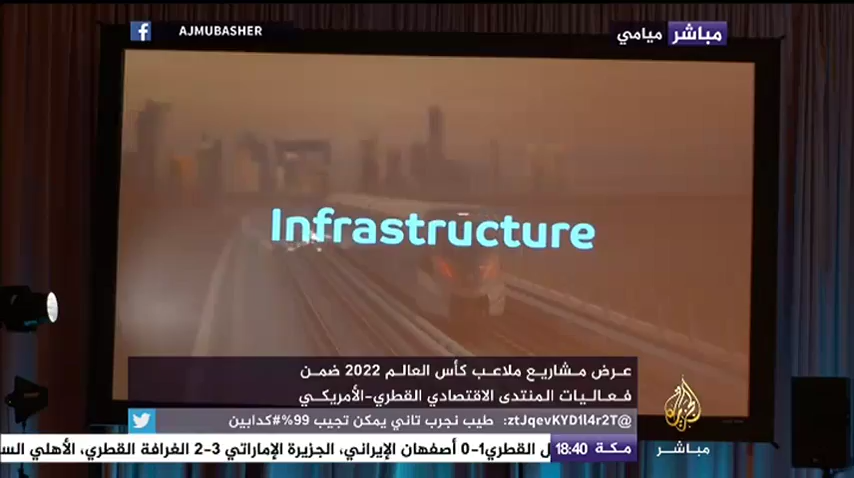 AJMUBASHER
مباشر ميامي
Infrastructure
عرض مشاريع ملاعب كأس العالم 2022 ضمن
فعاليات المنتدى الاقتصادي القطري-الأمريكي
@ztJqevKYD1l4r2T: طيب نجرب تاني يمكن تجيب 99%#كدابين
الجزيرة
مباشر
مكة 18:40
ل القطري1-0 أصفهان الإيراني، الجزيرة الإماراتي 3-2 الغرافة القطري، الأهلي الس